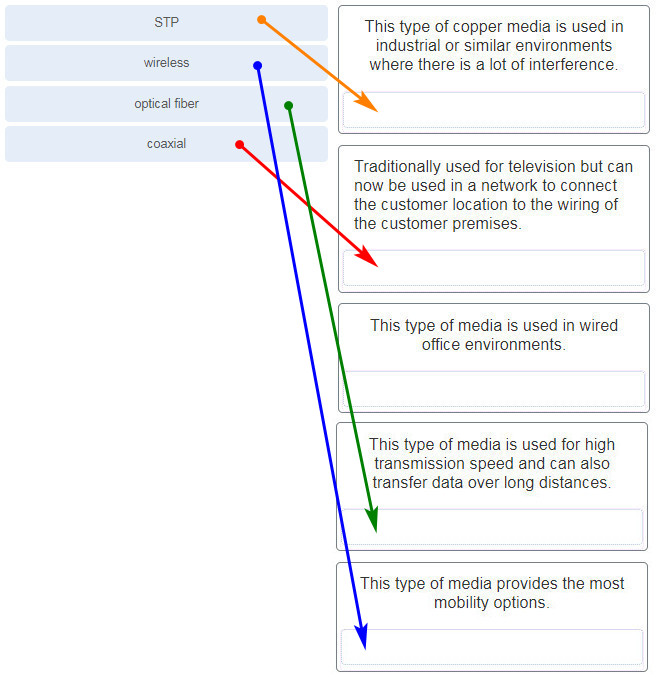 STP
wireless
optical fiber
coaxial
This type of copper media is used in
industrial or similar environments
where there is a lot of interference.
Traditionally used for television but can
now be used in a network to connect
the customer location to the wiring of
the customer premises.
This type of media is used in wired
office environments.
This type of media is used for high
transmission speed and can also
transfer data over long distances.
This type of media provides the most
mobility options.